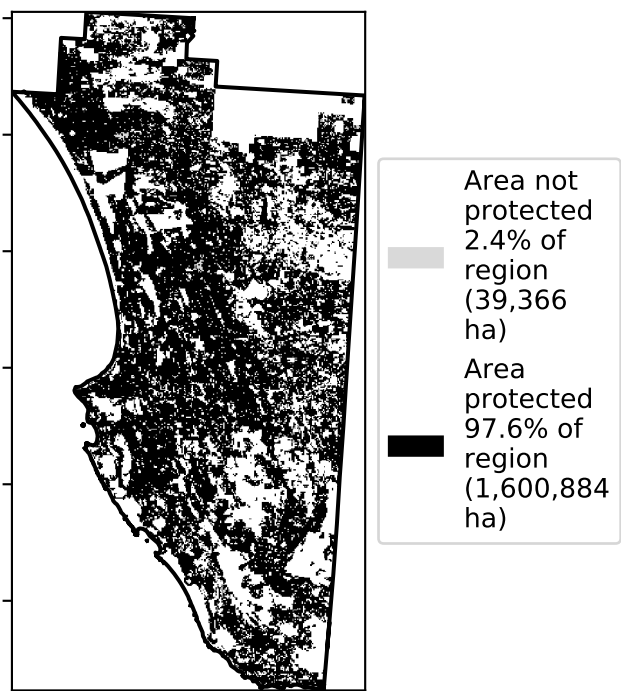 Area not
protected
2.4% of
region
(39,366
ha)
Area
protected
97.6% of
region
(1,600,884
ha)